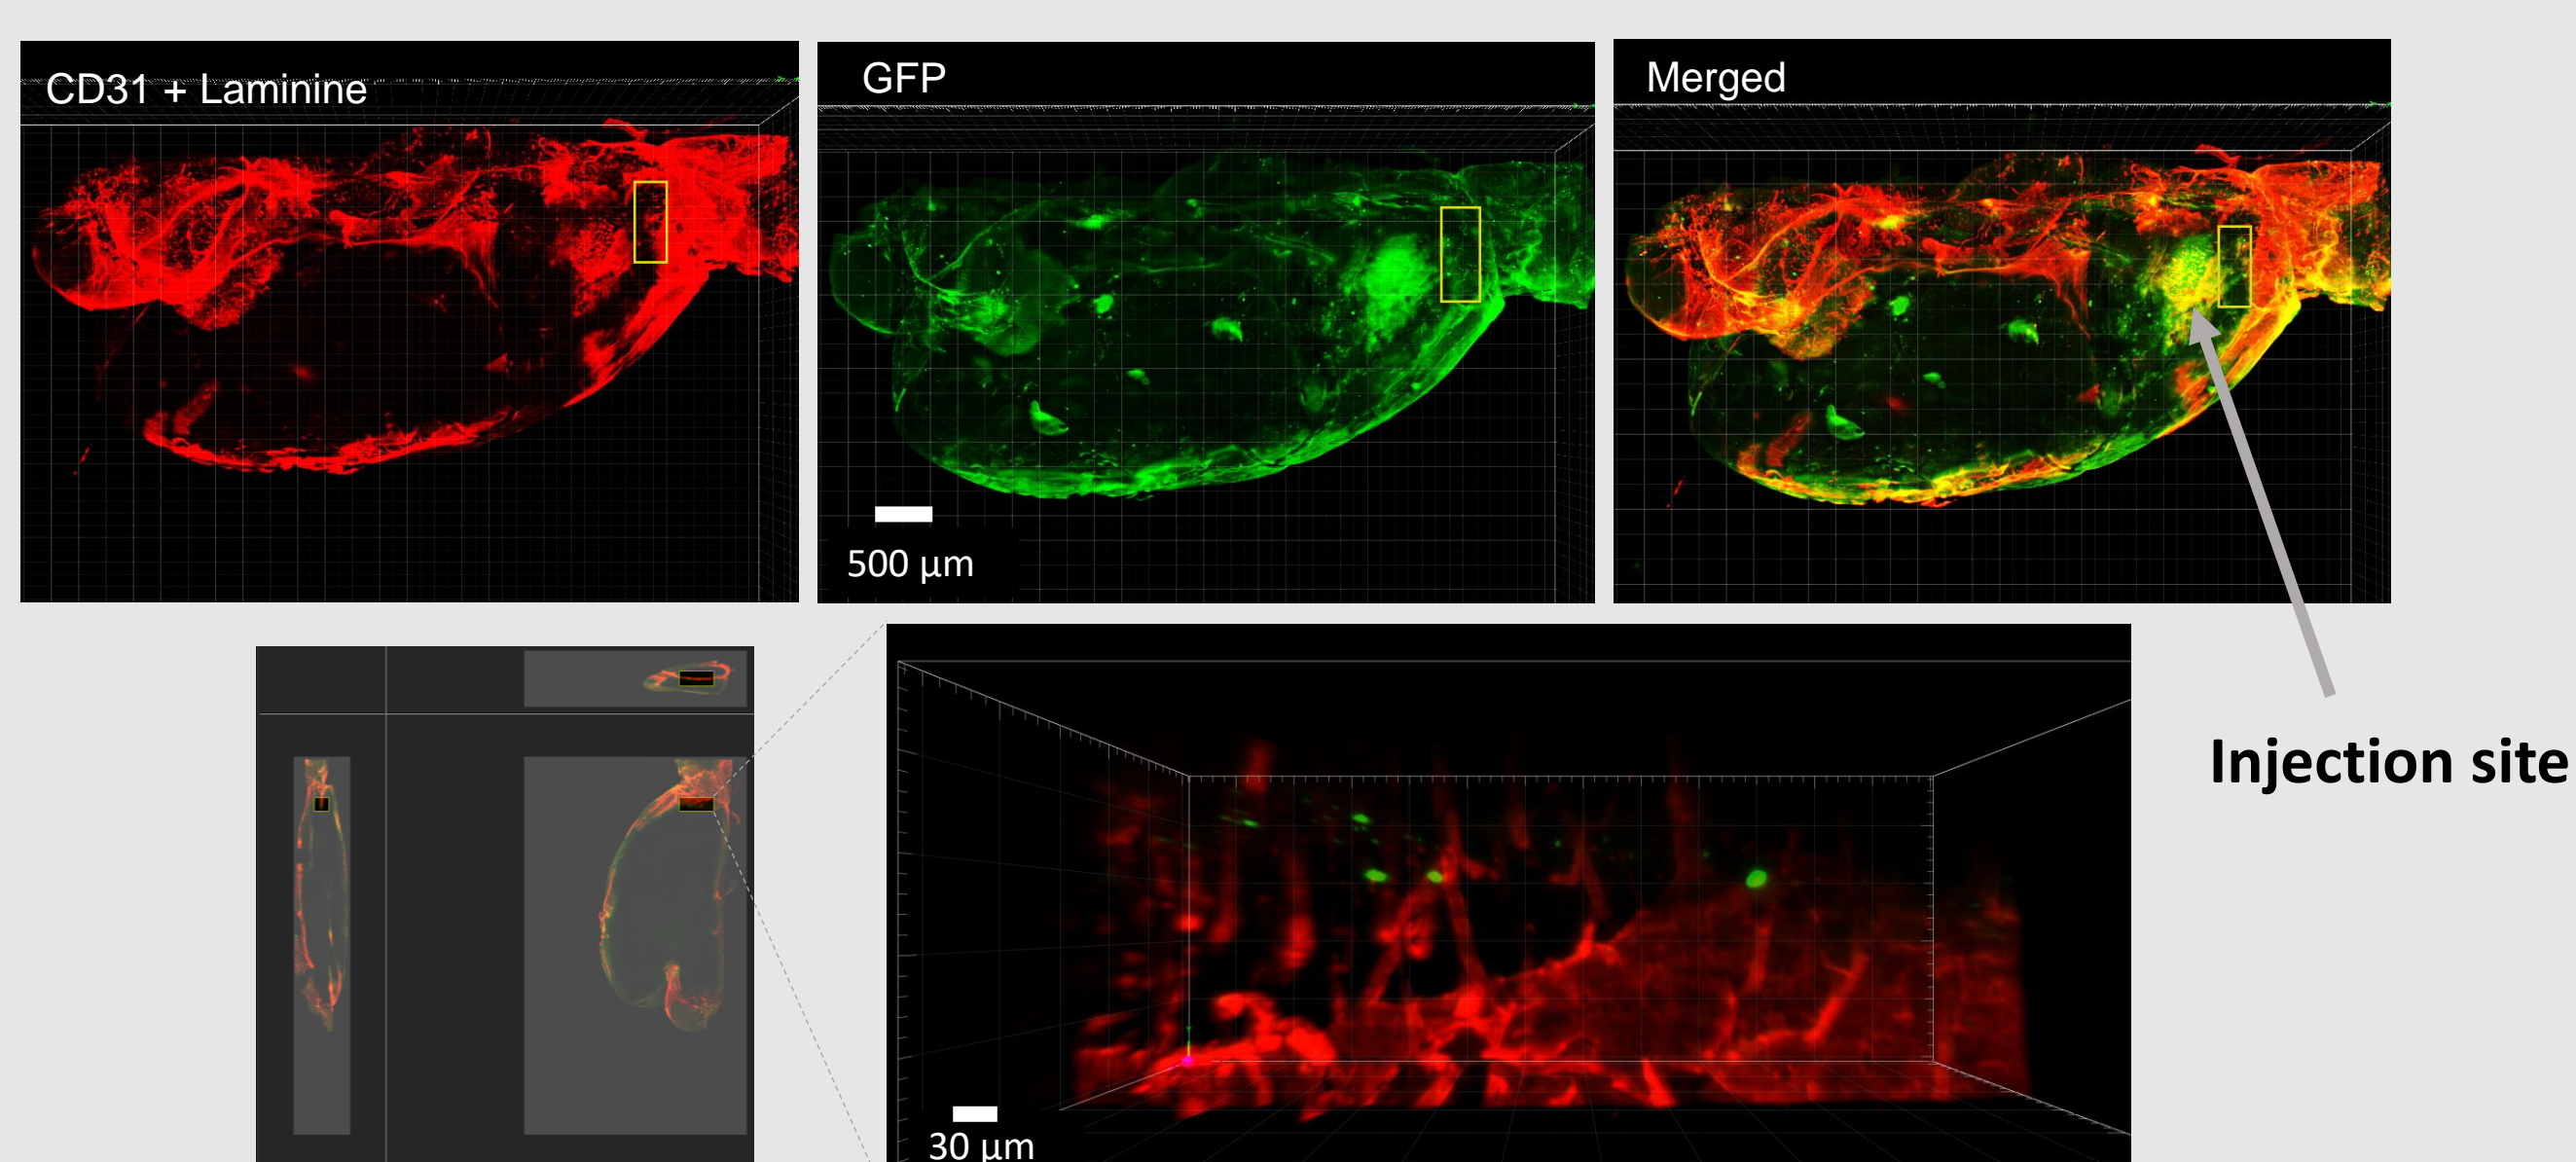 CD31 + Laminine
GFP
Merged
500 µm
Injection site
30 µm